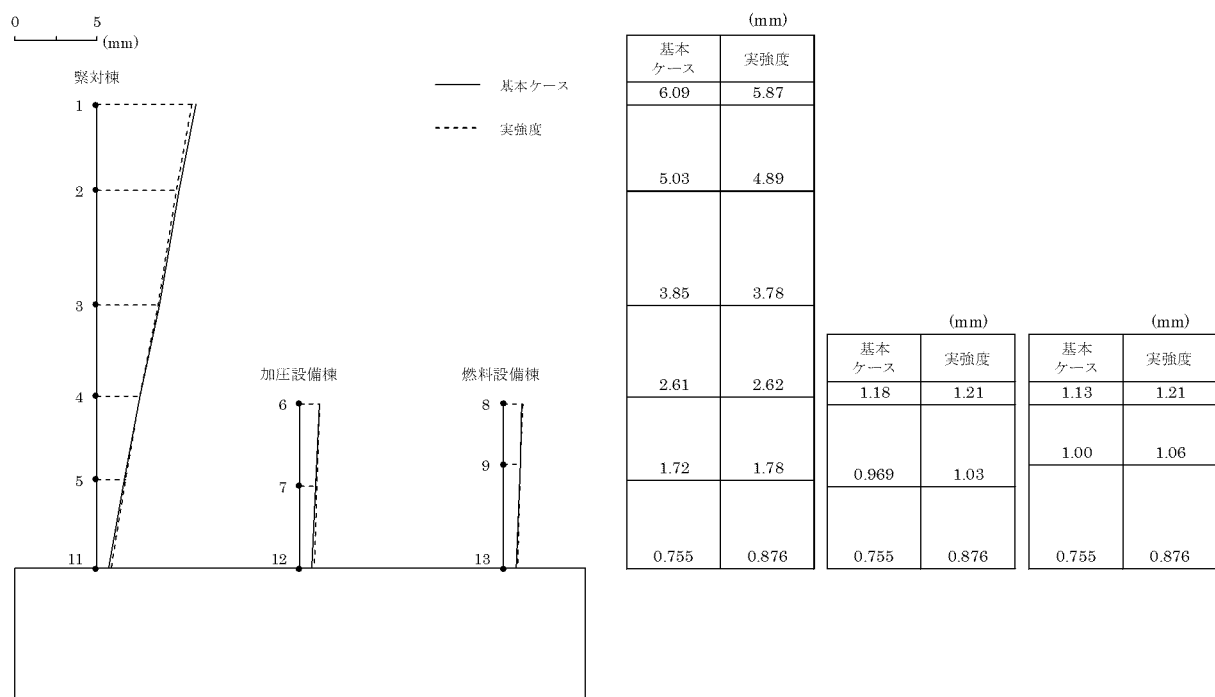 0 5
(mm)
緊対棟
基本ケース
実強度
1
2
3
4
5
11
加圧設備棟
6
7
12
燃料設備棟
8
9
13
(mm)
基本 実強度
ケース
6.09 5.87
5.03 4.89
3.85 3.78
2.61 2.62
1.72 1.78
0.755 0.876
(mm)
基本 実強度
ケース
1.18 1.21
0.969 1.03
0.755 0.876
(mm)
基本 実強度
ケース
1.13 1.21
1.00 1.06
0.755 0.876